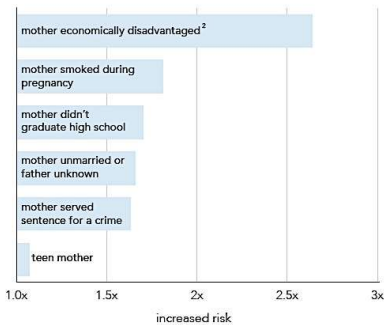 mother economically disadvantaged²
mother smoked during
pregnancy
mother didn't
graduate high school
mother unmarried or
father unknown
mother served
sentence for a crime
teen mother
1.0x 1.5x 2x 2.5x 3x
increased risk